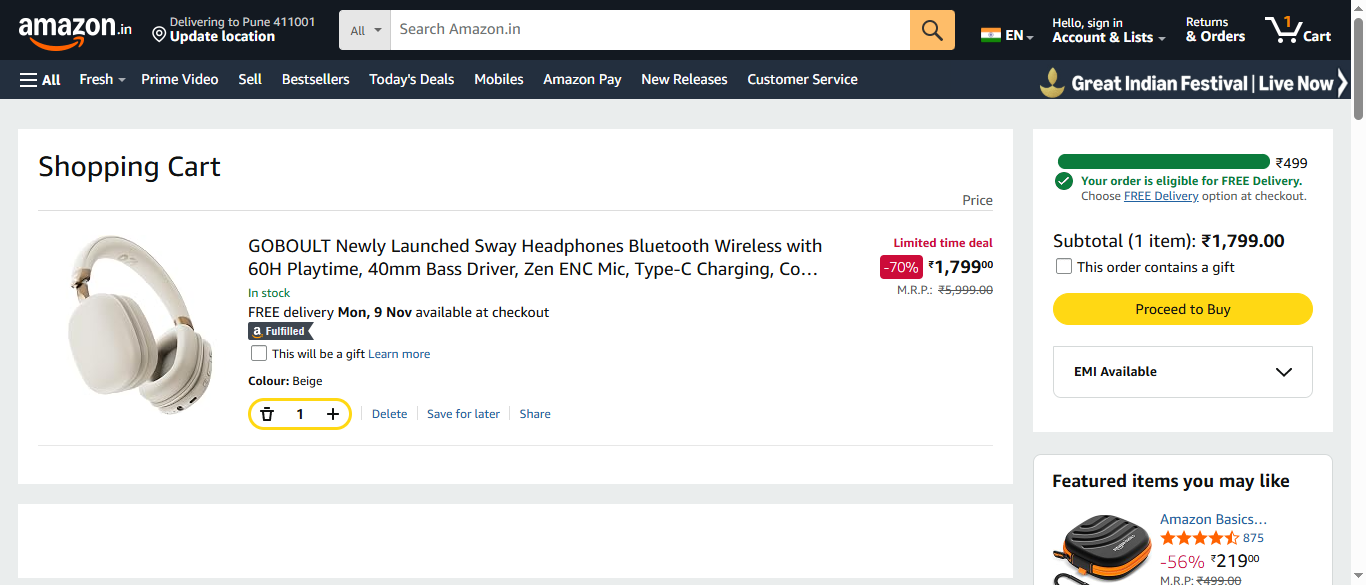 amazon.in
Delivering to Pune 411001
Update location
All
Search Amazon.in
EN
Hello, sign in
Account & Lists
Returns
& Orders
1
Cart
All
Fresh
Prime Video
Sell
Bestsellers
Today's Deals
Mobiles
Amazon Pay
New Releases
Customer Service
Great Indian Festival | Live Now
Shopping Cart
Price
GOBOULT Newly Launched Sway Headphones Bluetooth Wireless with
60H Playtime, 40mm Bass Driver, Zen ENC Mic, Type-C Charging, Co…
In stock
FREE delivery Mon, 9 Nov available at checkout
a Fulfilled
This will be a gift Learn more
Colour: Beige
1
Delete
Save for later
Share
Limited time deal
-70% ₹1,799.00
M.R.P.: ₹5,999.00
₹499
Your order is eligible for FREE Delivery.
Choose FREE Delivery option at checkout.
Subtotal (1 item): ₹1,799.00
This order contains a gift
Proceed to Buy
EMI Available
Featured items you may like
Amazon Basics…
875
-56% ₹219.00
M.R.P: ₹499.00